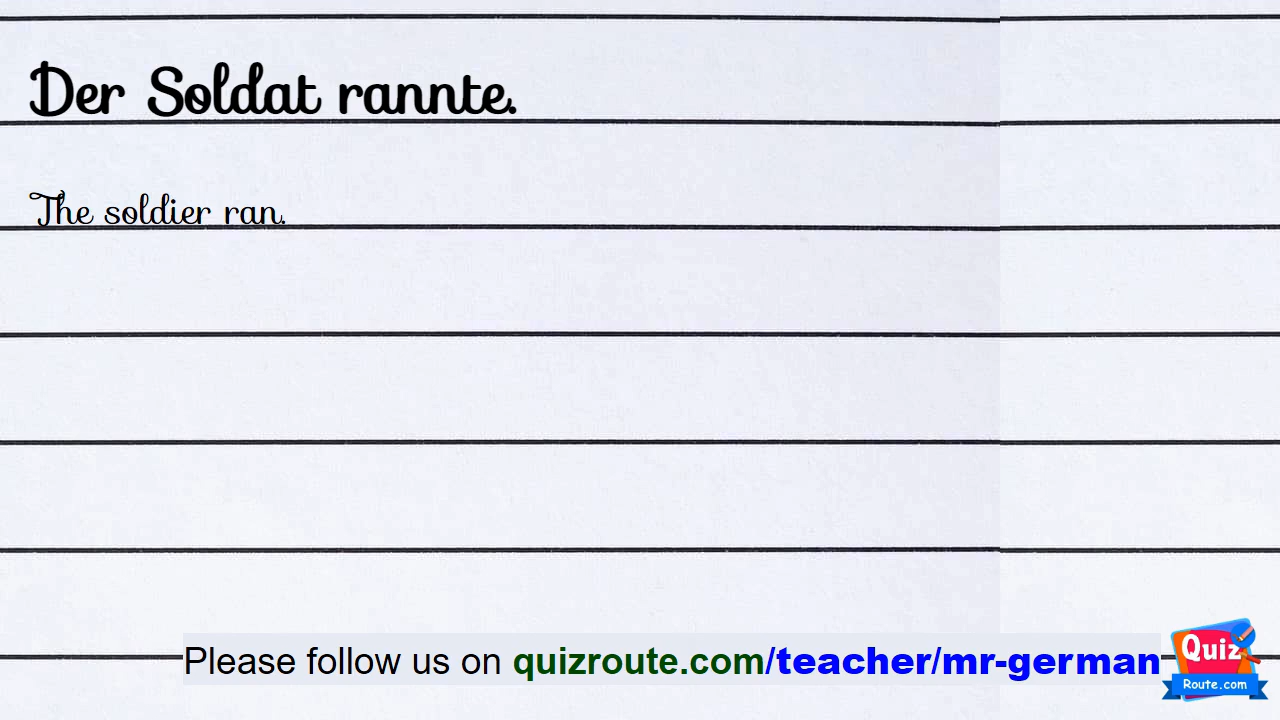 Der Soldat rannte.
The soldier ran.
Please follow us on quizroute.com/teacher/mr-german
Quiz
Route.com